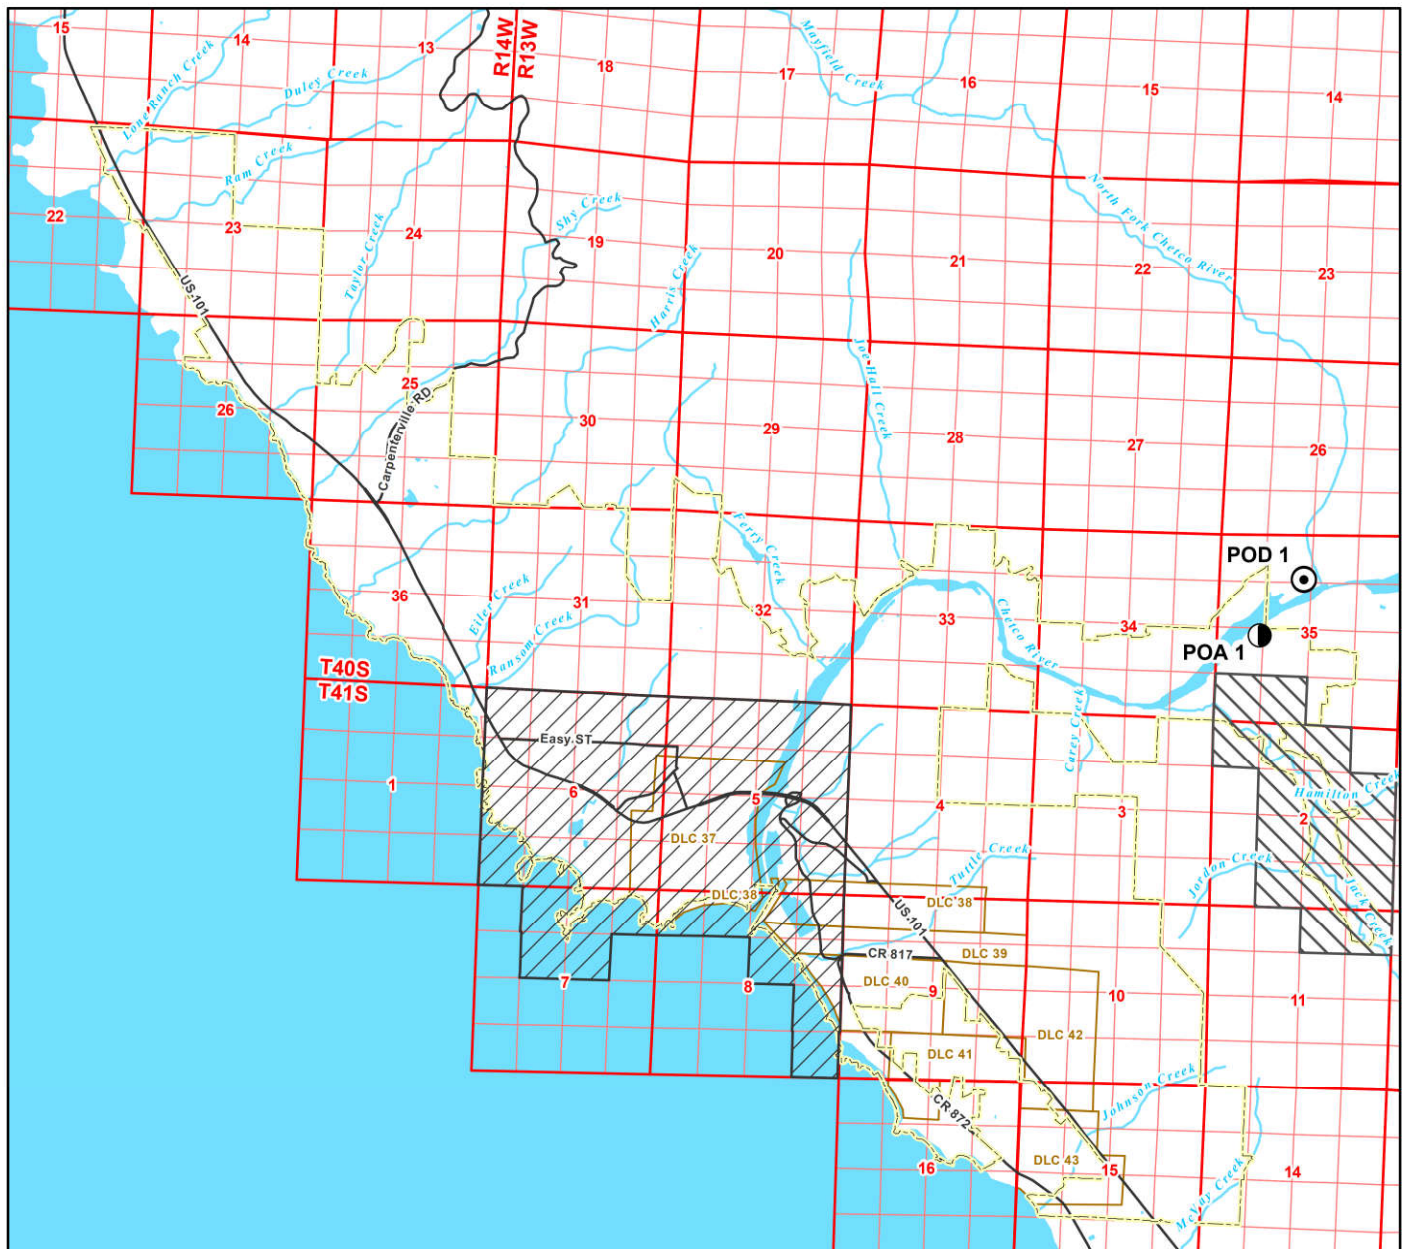 15
14
13
R14W
R13W
18
17
16
15
14
Mayfield Creek
Lone Ranch Creek
Duley Creek
Ram Creek
North Fork Chetco River
22
23
24
Shy Creek
19
20
21
22
23
Taylor Creek
Harris Creek
US 101
Joe Hall Creek
26
25
Carpenterville RD
30
29
28
27
26
Ferry Creek
POD 1
36
Eiler Creek
31
32
33
Chetco River
34
35
Ransom Creek
POA 1
T40S
T41S
Carey Creek
Easy ST
1
6
5
4
3
2
Hamilton Creek
DLC 37
Tuttle Creek
Jordon Creek
Jack Creek
DLC 38
DLC 38
US 101
CR 817
DLC 39
7
8
DLC 40
9
10
11
DLC 42
DLC 41
Johnson Creek
CR 872
DLC 43
16
15
14
McVay Creek